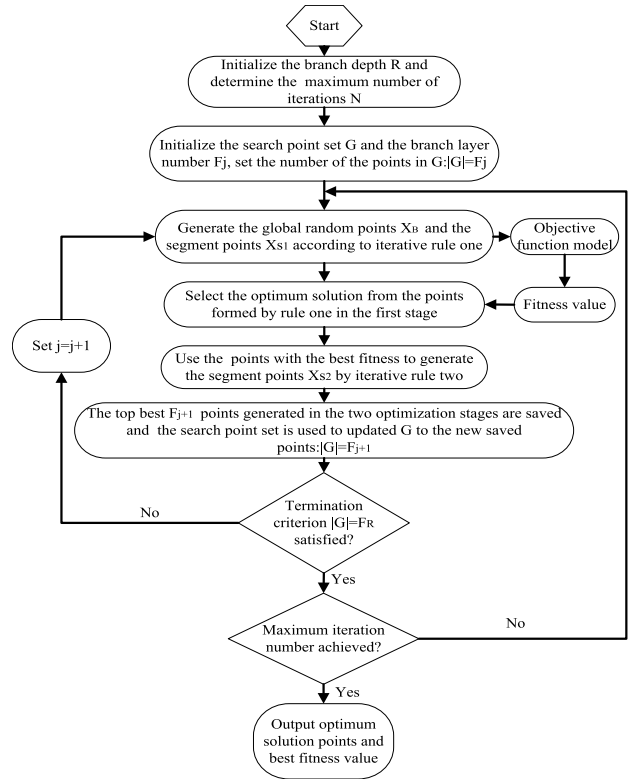 Start
Initialize the branch depth R and
determine the maximum number of
iterations N
Initialize the search point set G and the branch layer
number Fj, set the number of the points in G:|G|=Fj
Generate the global random points XB and the
segment points XS1 according to iterative rule one
Objective
function model
Select the optimum solution from the points
formed by rule one in the first stage
Fitness value
Set j=j+1
Use the points with the best fitness to generate
the segment points XS2 by iterative rule two
The top best Fj+1 points generated in the two optimization stages are saved
and the search point set is used to updated G to the new saved
points:|G|=Fj+1
No
Termination
criterion |G|=FR
satisfied?
Yes
Maximum iteration
number achieved?
No
Yes
Output optimum
solution points and
best fitness value